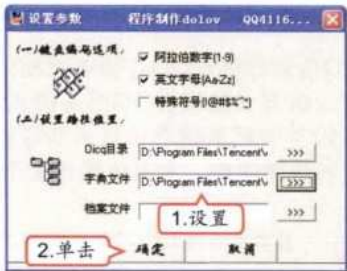 设置参数 程序制作dolov QQ4116...
(一)键盘编码选项:
阿拉伯数字(1-9)
英文字母(Aa-Zz)
特殊符号(!@#$%^;)
(二)设置路径位置:
Oicq目录 D:\Program Files\Tencent\ >>>
字典文件 D:\Program Files\Tencent\ >>>
档案文件 >>>
1.设置
2.单击 确定 取消